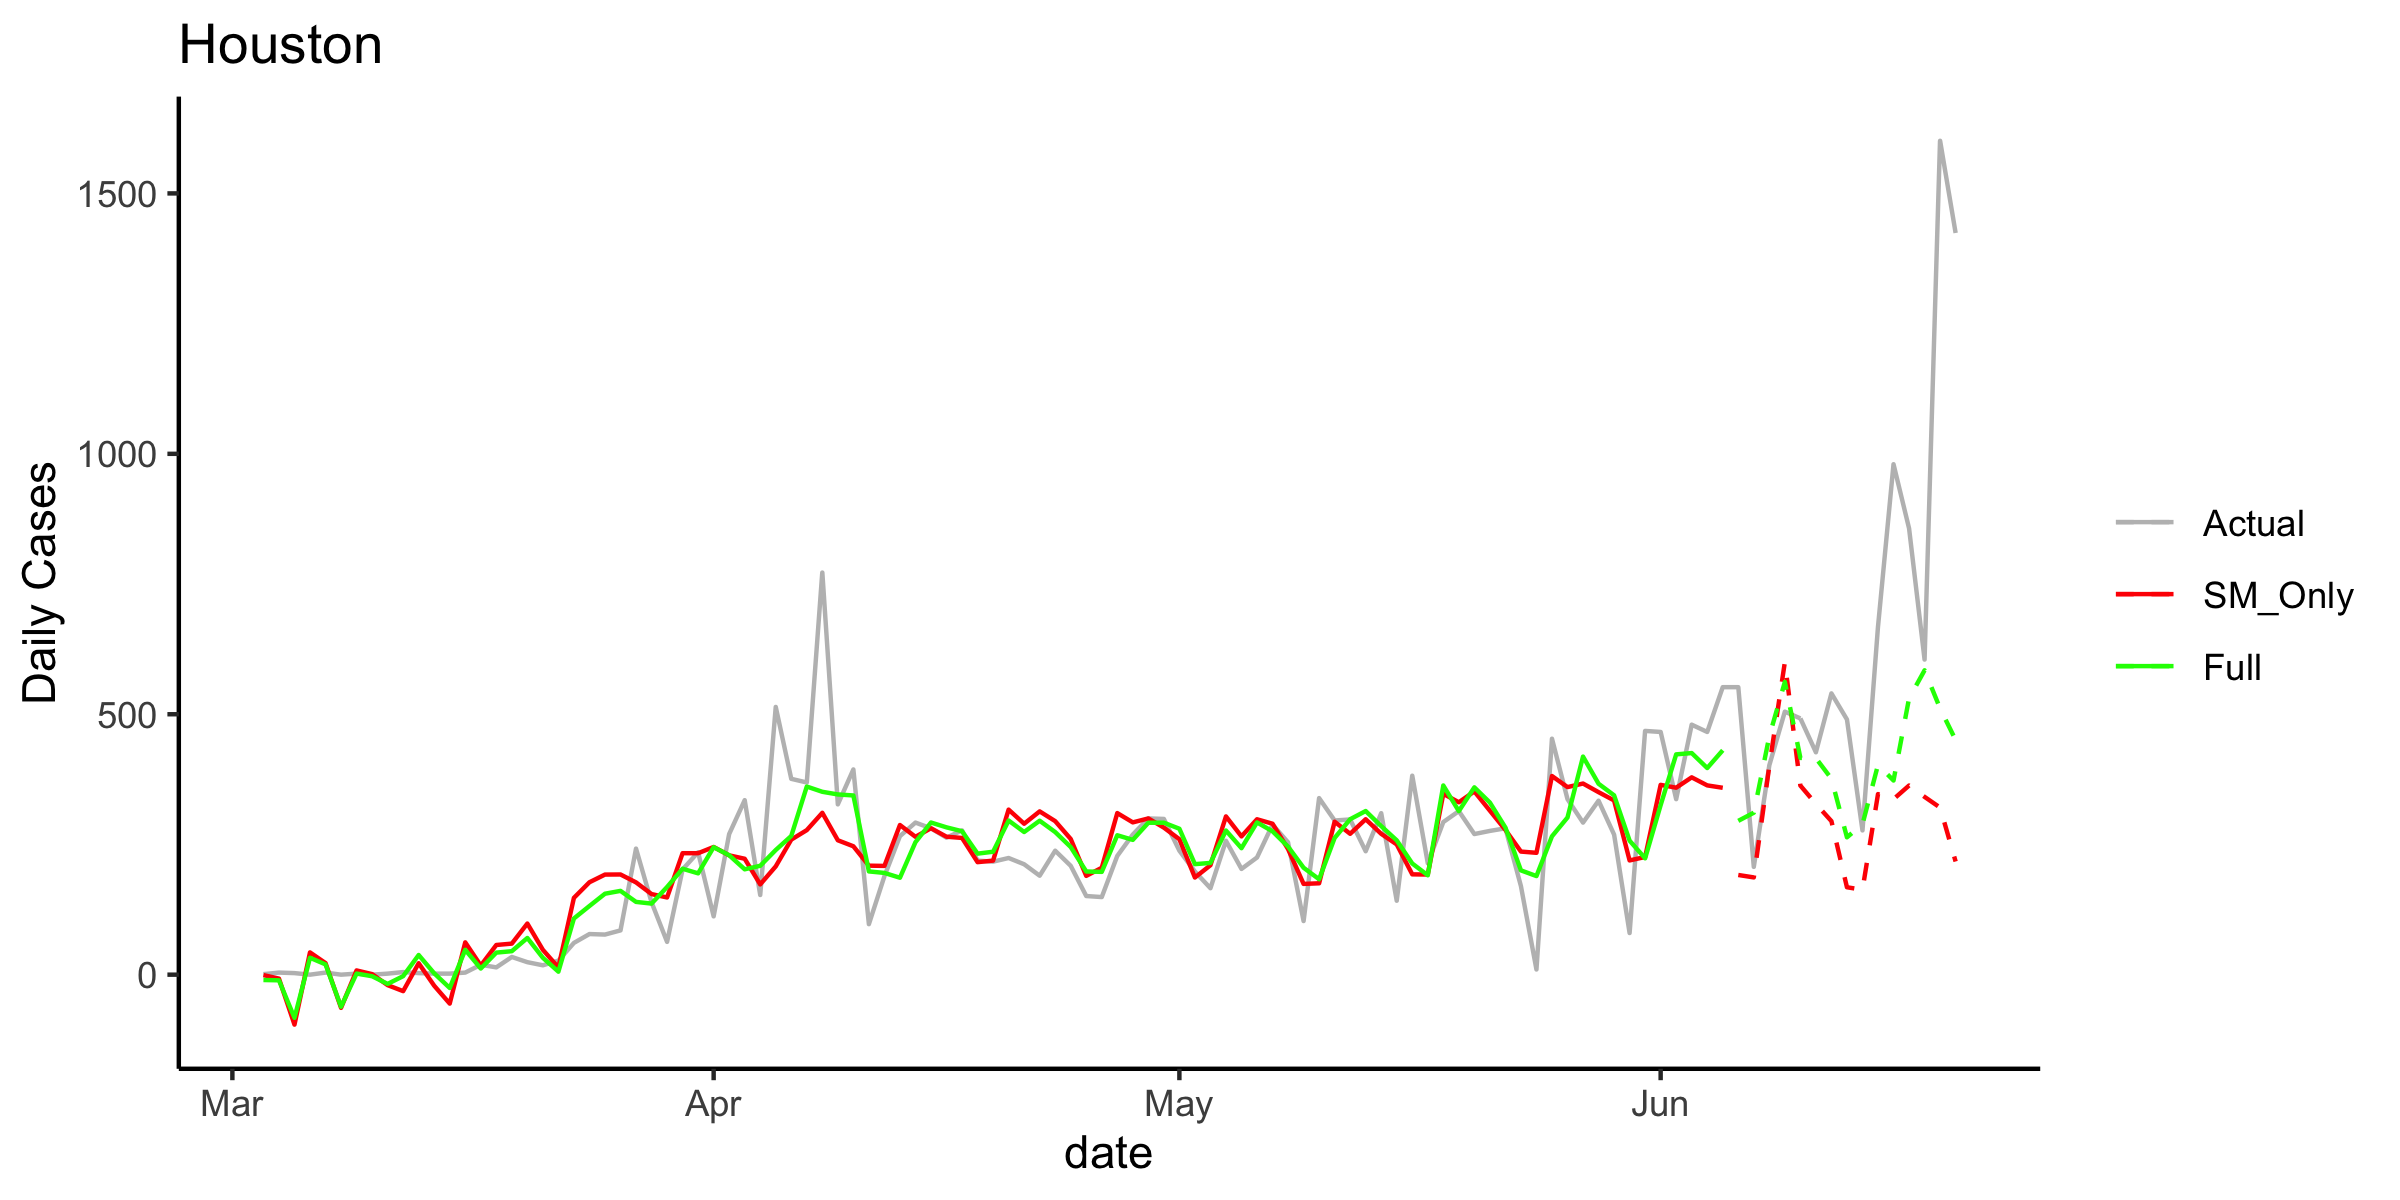 Houston
1500
1000
500
0
Daily Cases
Mar
Apr
May
Jun
date
Actual
SM_Only
Full